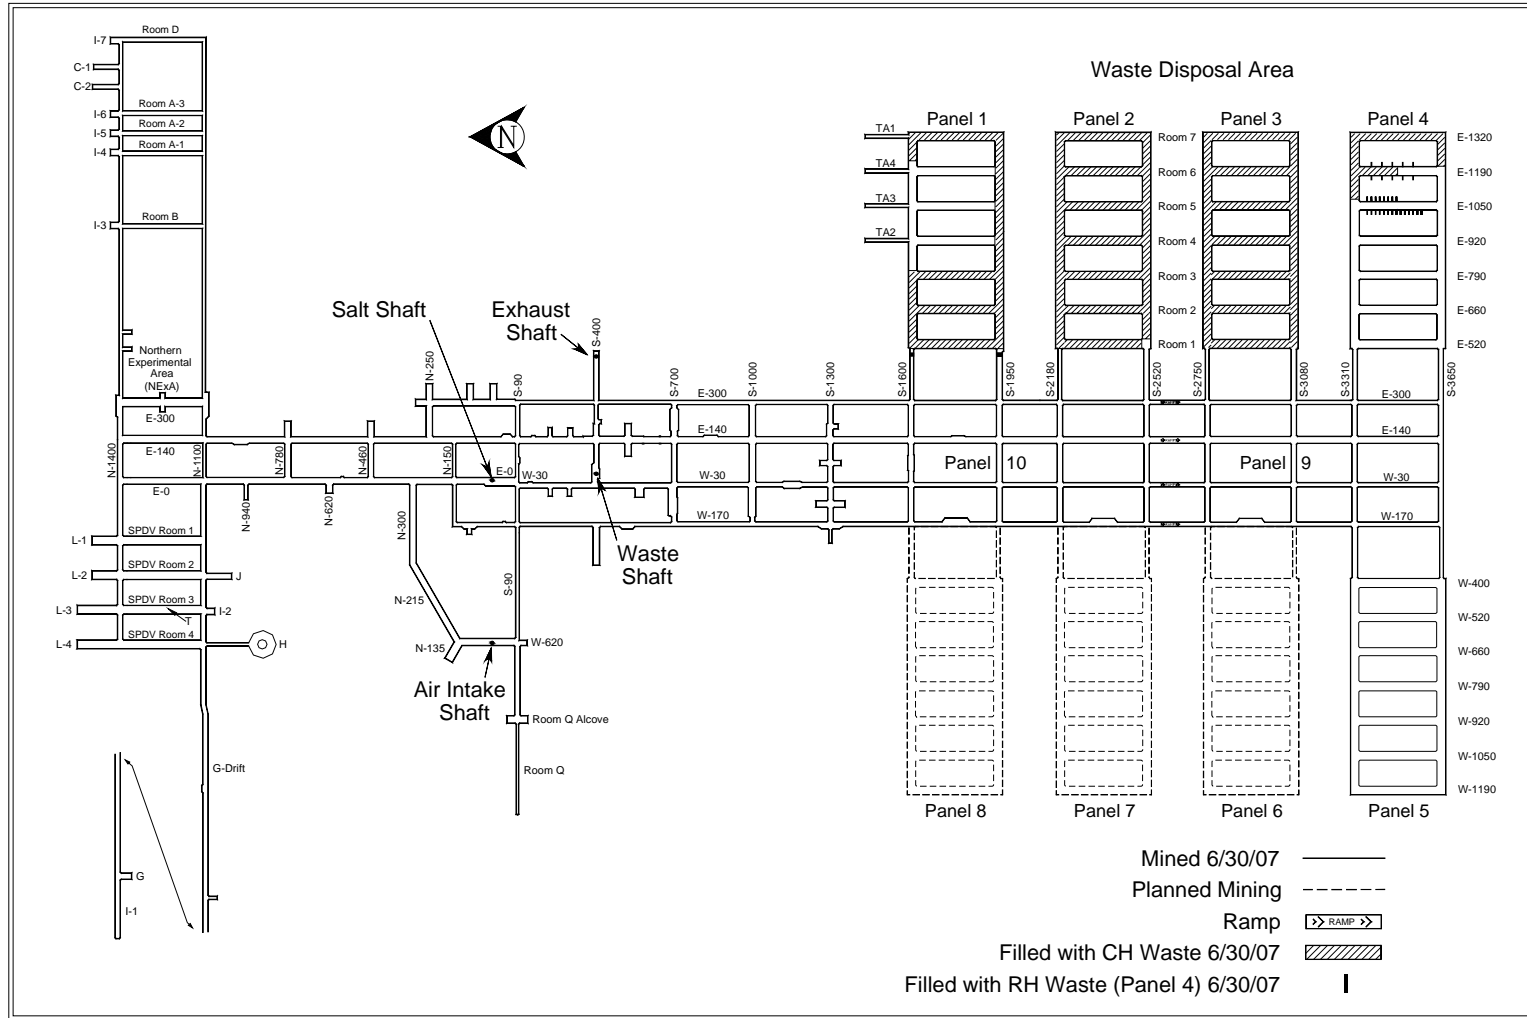 Room D
I-7
C-1
C-2
Room A-3
I-6
Room A-2
I-5
Room A-1
I-4
Room B
I-3
Northern
Experimental
Area
(NExA)
E-300
E-140
E-0
N-1400
N-1100
SPDV Room 1
L-1
SPDV Room 2
L-2
J
SPDV Room 3
L-3
I-2
T
SPDV Room 4
L-4
H
G-Drift
G
I-1
N
Salt Shaft
Exhaust
Shaft
Waste
Shaft
Air Intake
Shaft
N-940
N-780
N-620
N-460
N-300
N-250
N-150
N-215
N-135
S-90
S-90
W-620
Room Q Alcove
Room Q
E-0
W-30
S-400
S-700
S-1000
S-1300
S-1600
S-1950
S-2180
S-2520
S-2750
S-3080
S-3310
S-3650
E-300
E-140
W-30
W-170
E-300
E-140
W-30
W-170
Waste Disposal Area
Panel 1
Panel 2
Panel 3
Panel 4
TA1
TA4
TA3
TA2
Room 7
Room 6
Room 5
Room 4
Room 3
Room 2
Room 1
E-1320
E-1190
E-1050
E-920
E-790
E-660
E-520
Panel 10
Panel 9
W-400
W-520
W-660
W-790
W-920
W-1050
W-1190
Panel 8
Panel 7
Panel 6
Panel 5
Mined 6/30/07
Planned Mining
Ramp
RAMP
Filled with CH Waste 6/30/07
Filled with RH Waste (Panel 4) 6/30/07